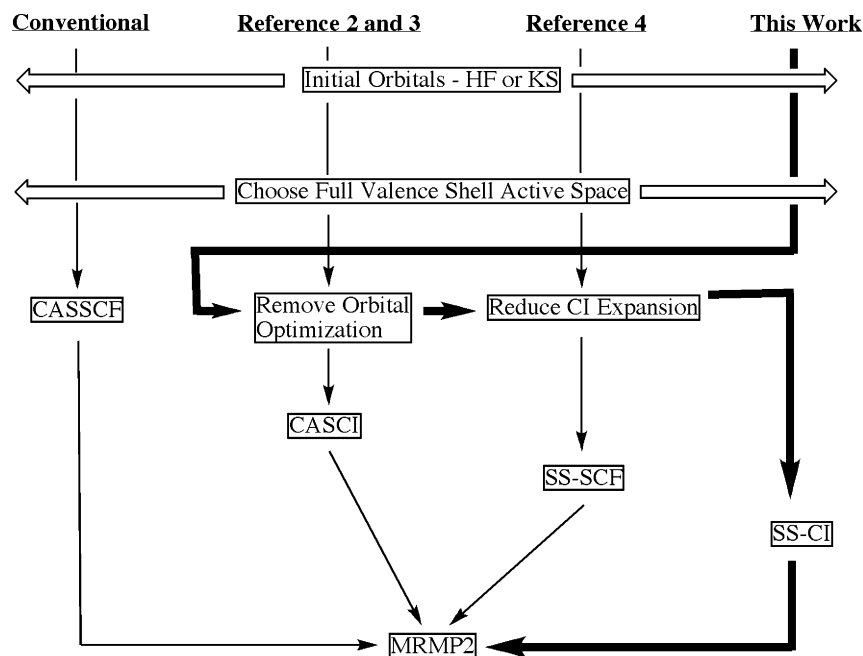 Conventional
Reference 2 and 3
Reference 4
This Work
Initial Orbitals - HF or KS
Choose Full Valence Shell Active Space
CASSCF
Remove Orbital
Optimization
Reduce CI Expansion
CASCI
SS-SCF
SS-CI
MRMP2